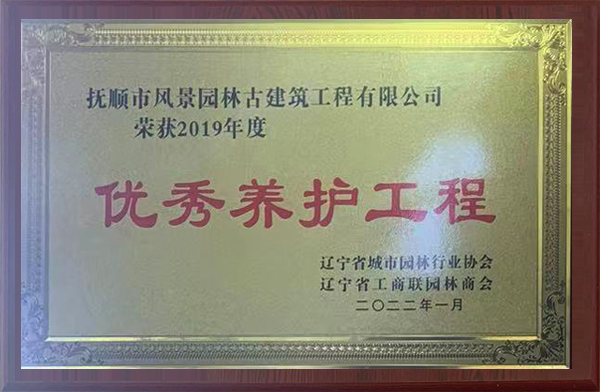 抚顺市风景园林古建筑工程有限公司
荣获2019年度
优秀养护工程
辽宁省城市园林行业协会
辽宁省工商联园林商会
二〇二二年一月